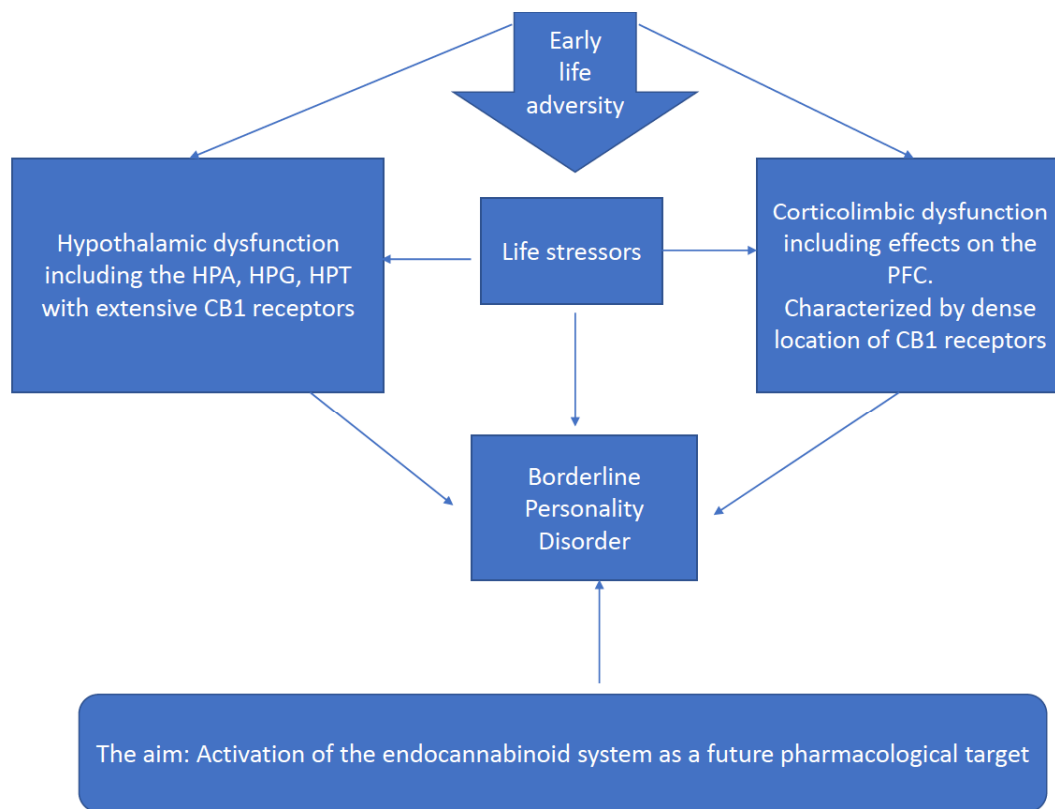 Early
life
adversity
Hypothalamic dysfunction
including the HPA, HPG, HPT
with extensive CB1 receptors
Life stressors
Corticolimbic dysfunction
including effects on the
PFC.
Characterized by dense
location of CB1 receptors
Borderline
Personality
Disorder
The aim: Activation of the endocannabinoid system as a future pharmacological target